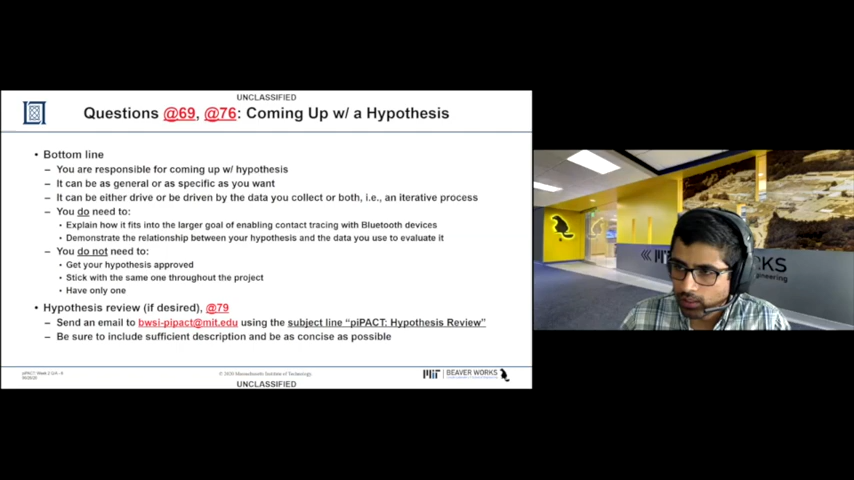 UNCLASSIFIED
Questions @69, @76: Coming Up w/ a Hypothesis
• Bottom line
– You are responsible for coming up w/ hypothesis
– It can be as general or as specific as you want
– It can be either drive or be driven by the data you collect or both, i.e., an iterative process
– You do need to:
• Explain how it fits into the larger goal of enabling contact tracing with Bluetooth devices
• Demonstrate the relationship between your hypothesis and the data you use to evaluate it
– You do not need to:
• Get your hypothesis approved
• Stick with the same one throughout the project
• Have only one
• Hypothesis review (if desired), @79
– Send an email to bwsi-pipact@mit.edu using the subject line “piPACT: Hypothesis Review”
– Be sure to include sufficient description and be as concise as possible
© 2020 Massachusetts Institute of Technology
MIT BEAVER WORKS
UNCLASSIFIED